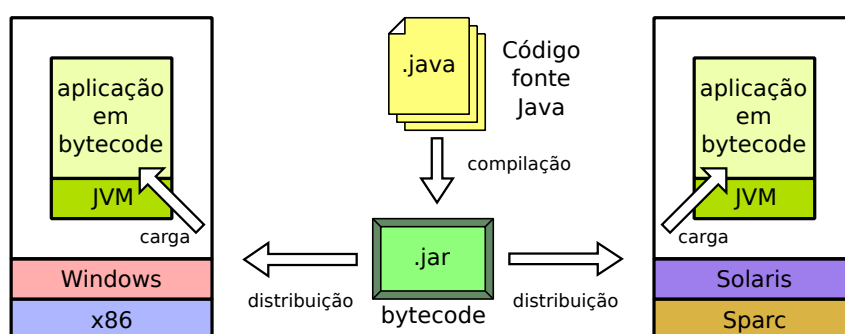 aplicação
em
bytecode
JVM
carga
Windows
x86
.java
Código
fonte
Java
compilação
.jar
bytecode
distribuição
distribuição
aplicação
em
bytecode
JVM
carga
Solaris
Sparc